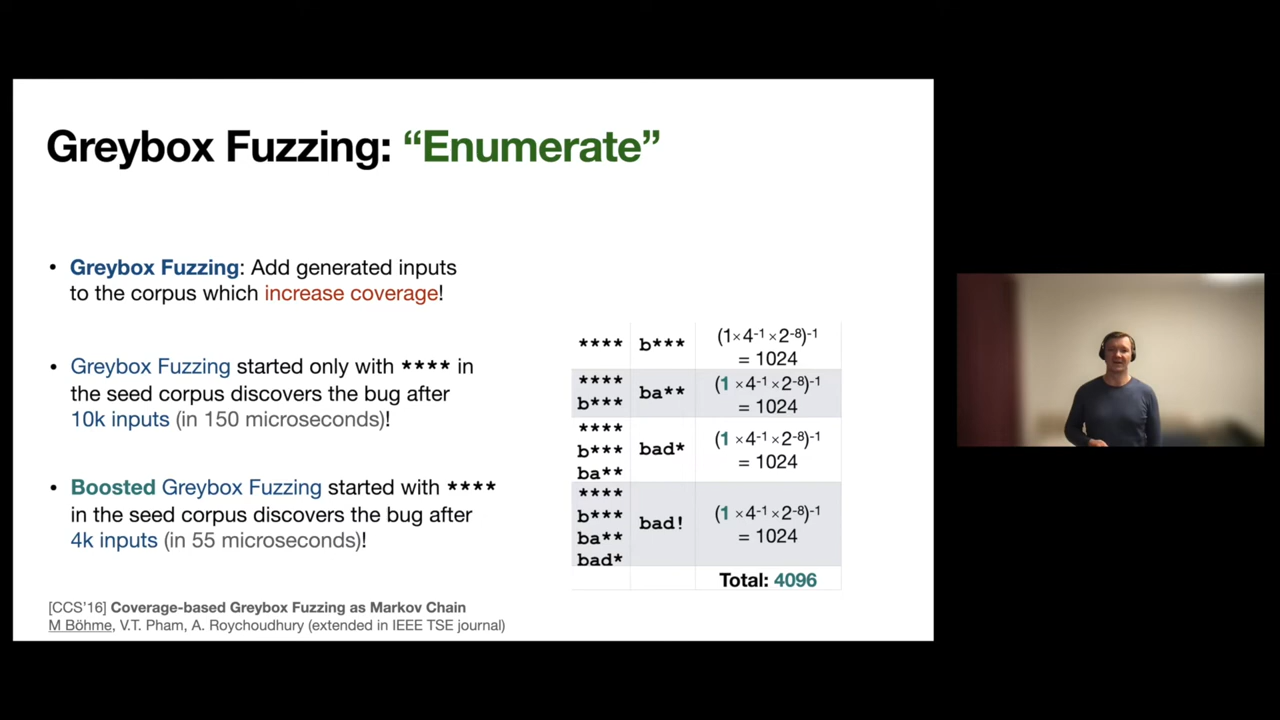 Greybox Fuzzing: “Enumerate”
• Greybox Fuzzing: Add generated inputs
to the corpus which increase coverage!
• Greybox Fuzzing started only with **** in
the seed corpus discovers the bug after
10k inputs (in 150 microseconds)!
• Boosted Greybox Fuzzing started with ****
in the seed corpus discovers the bug after
4k inputs (in 55 microseconds)!
**** b*** (1×4⁻¹×2⁻⁸)⁻¹
= 1024
**** ba** (1×4⁻¹×2⁻⁸)⁻¹
b*** = 1024
**** bad* (1×4⁻¹×2⁻⁸)⁻¹
b*** = 1024
ba**
**** bad! (1×4⁻¹×2⁻⁸)⁻¹
b*** = 1024
ba**
bad*
Total: 4096
[CCS’16] Coverage-based Greybox Fuzzing as Markov Chain
M Böhme, V.T. Pham, A. Roychoudhury (extended in IEEE TSE journal)